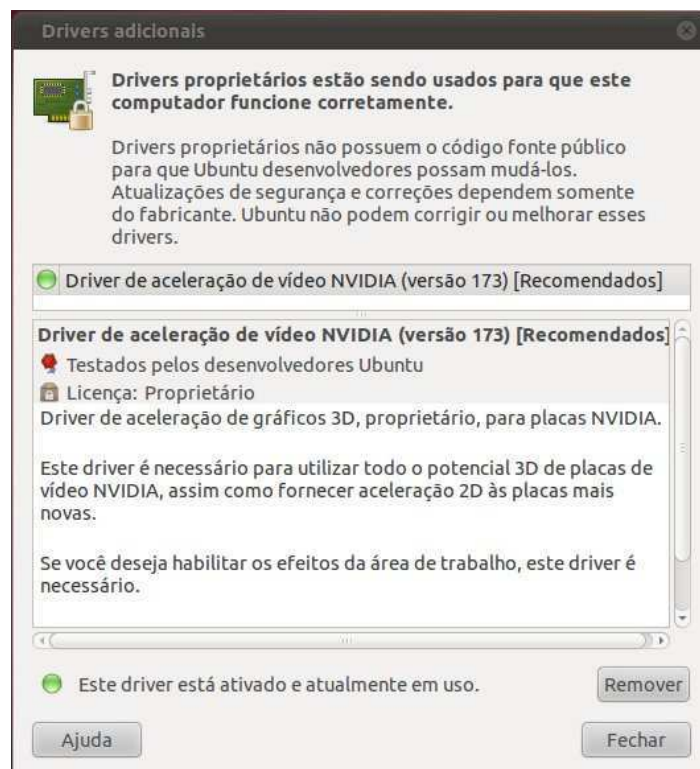 Drivers adicionais
Drivers proprietários estão sendo usados para que este
computador funcione corretamente.
Drivers proprietários não possuem o código fonte público
para que Ubuntu desenvolvedores possam mudá-los.
Atualizações de segurança e correções dependem somente
do fabricante. Ubuntu não podem corrigir ou melhorar esses
drivers.
Driver de aceleração de vídeo NVIDIA (versão 173) [Recomendados]
Driver de aceleração de vídeo NVIDIA (versão 173) [Recomendados]
Testados pelos desenvolvedores Ubuntu
Licença: Proprietário
Driver de aceleração de gráficos 3D, proprietário, para placas NVIDIA.
Este driver é necessário para utilizar todo o potencial 3D de placas de
vídeo NVIDIA, assim como fornecer aceleração 2D às placas mais
novas.
Se você deseja habilitar os efeitos da área de trabalho, este driver é
necessário.
Este driver está ativado e atualmente em uso.
Remover
Ajuda
Fechar